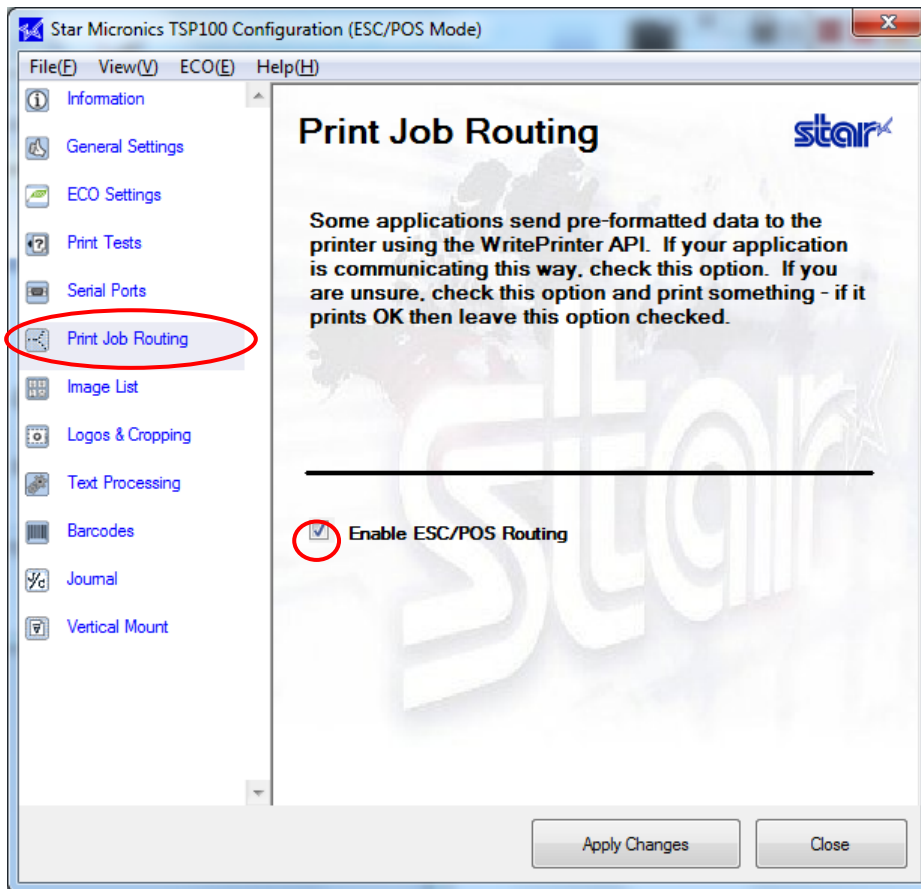 Star Micronics TSP100 Configuration (ESC/POS Mode)
File(F) View(V) ECO(E) Help(H)
Information
General Settings
ECO Settings
Print Tests
Serial Ports
Print Job Routing
Image List
Logos & Cropping
Text Processing
Barcodes
Journal
Vertical Mount
Print Job Routing
star
Some applications send pre-formatted data to the
printer using the WritePrinter API. If your application
is communicating this way, check this option. If you
are unsure, check this option and print something - if it
prints OK then leave this option checked.
star
Enable ESC/POS Routing
star
Apply Changes
Close